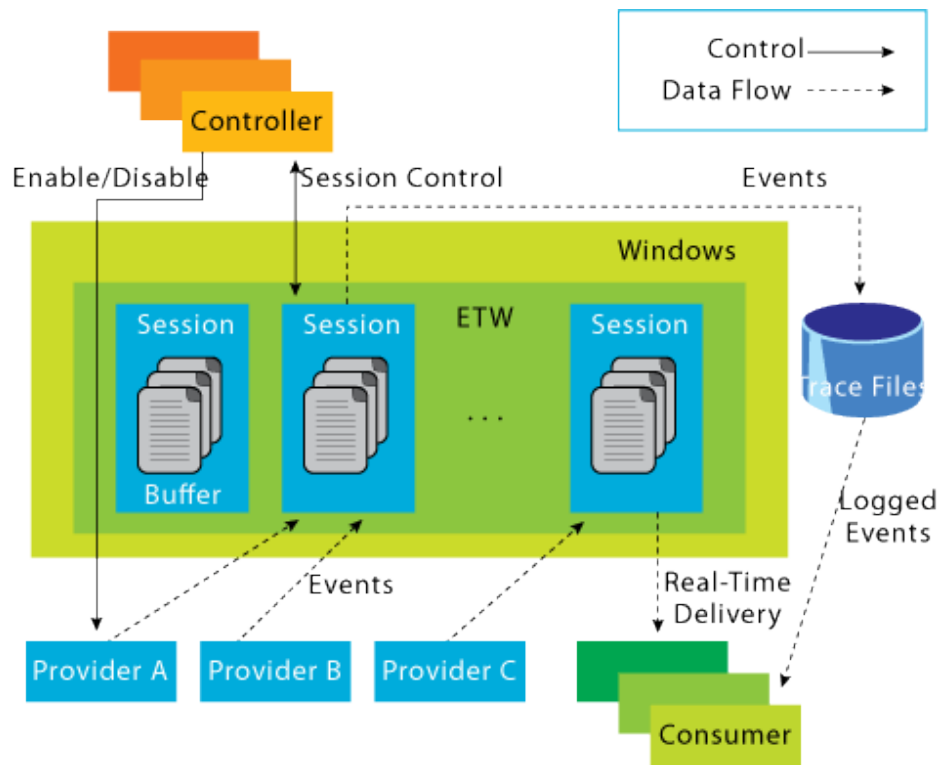 Control
Data Flow
Controller
Enable/Disable
Session Control
Events
Windows
ETW
Session
Session
Session
...
Buffer
Trace Files
Logged
Events
Events
Real-Time
Delivery
Provider A
Provider B
Provider C
Consumer